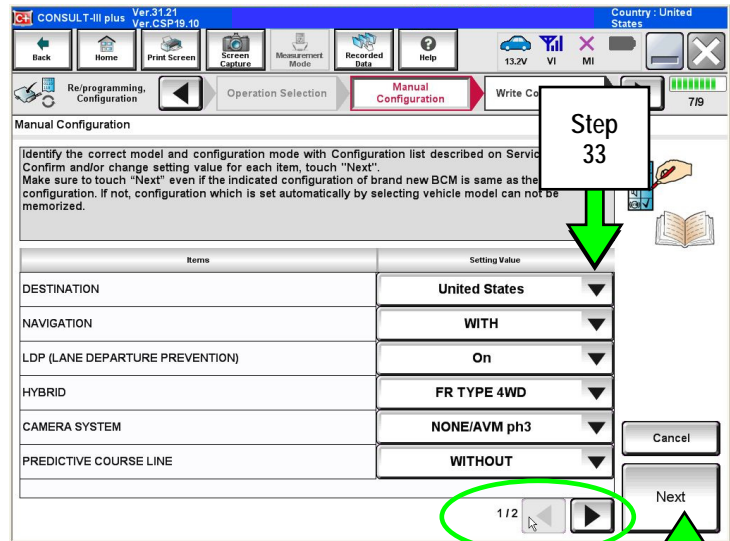 CONSULT-III plus Ver.31.21
Ver.CSP19.10
Country : United
States
Back
Home
Print Screen
Screen
Capture
Measurement
Mode
Recorded
Data
Help
13.2V
VI
MI
Re/programming,
Configuration
Operation Selection
Manual
Configuration
Write Co
7/9
Manual Configuration
Step
33
Identify the correct model and configuration mode with Configuration list described on Servic
Confirm and/or change setting value for each item, touch "Next".
Make sure to touch "Next" even if the indicated configuration of brand new BCM is same as the
configuration. If not, configuration which is set automatically by selecting vehicle model can not be
memorized.
Items
Setting Value
DESTINATION
United States
NAVIGATION
WITH
LDP (LANE DEPARTURE PREVENTION)
On
HYBRID
FR TYPE 4WD
CAMERA SYSTEM
NONE/AVM ph3
PREDICTIVE COURSE LINE
WITHOUT
Cancel
1/2
Next